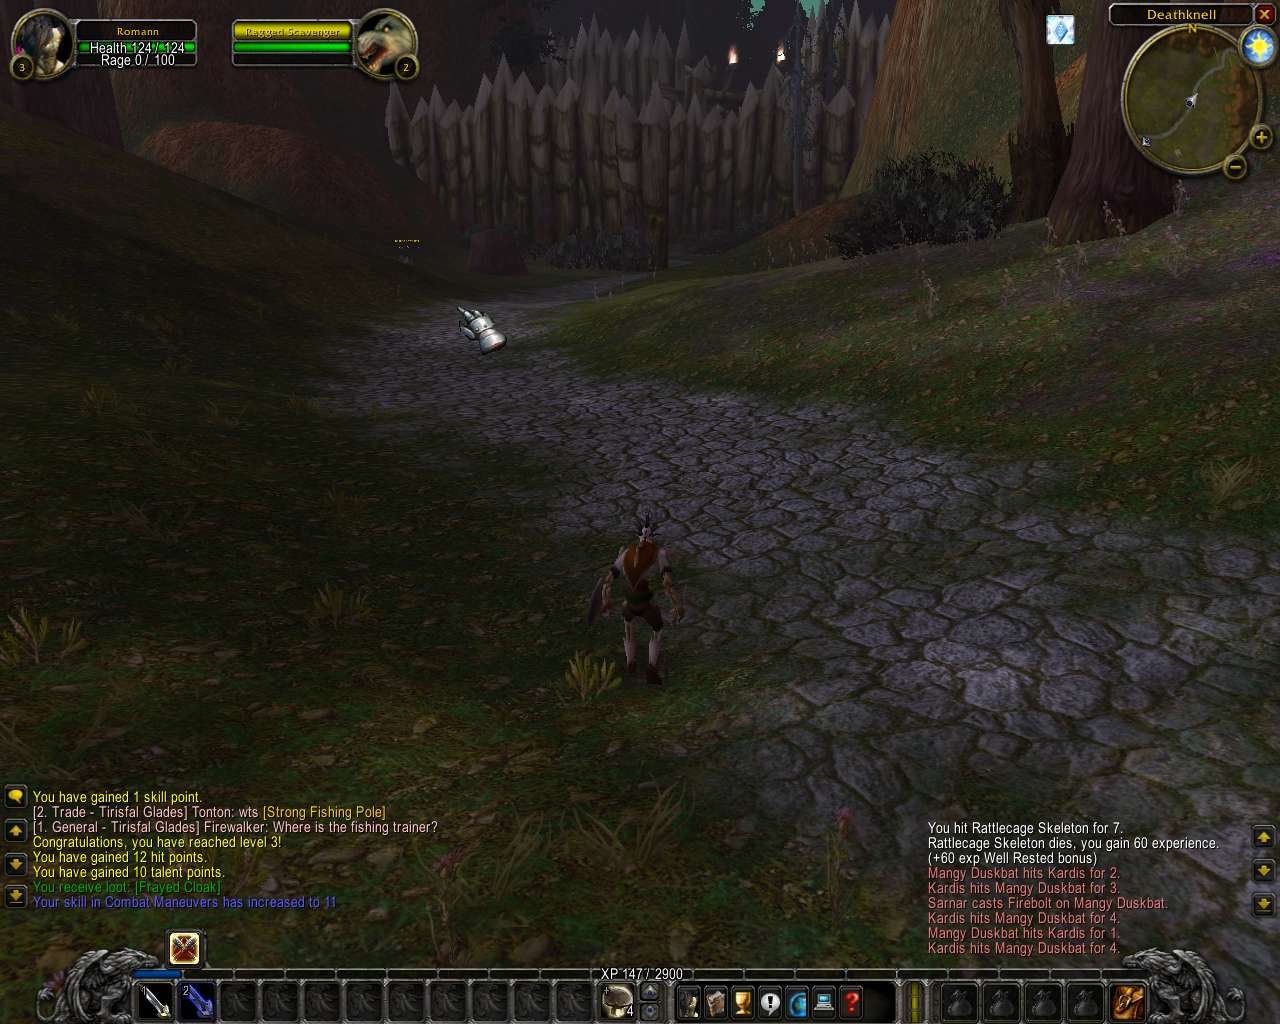 Romann
Health 124 / 124
Rage 0 / 100
3
Ragged Scavenger
2
Deathknell
N
You have gained 1 skill point.
[2. Trade - Tirisfal Glades] Tonton: wts [Strong Fishing Pole]
[1. General - Tirisfal Glades] Firewalker: Where is the fishing trainer?
Congratulations, you have reached level 3!
You have gained 12 hit points.
You have gained 10 talent points.
You receive loot: [Frayed Cloak]
Your skill in Combat Maneuvers has increased to 11
You hit Rattlecage Skeleton for 7.
Rattlecage Skeleton dies, you gain 60 experience.
(+60 exp Well Rested bonus)
Mangy Duskbat hits Kardis for 2.
Kardis hits Mangy Duskbat for 3.
Sarnar casts Firebolt on Mangy Duskbat.
Kardis hits Mangy Duskbat for 4.
Mangy Duskbat hits Kardis for 1.
Kardis hits Mangy Duskbat for 4.
XP 147 / 2900
1
2
4